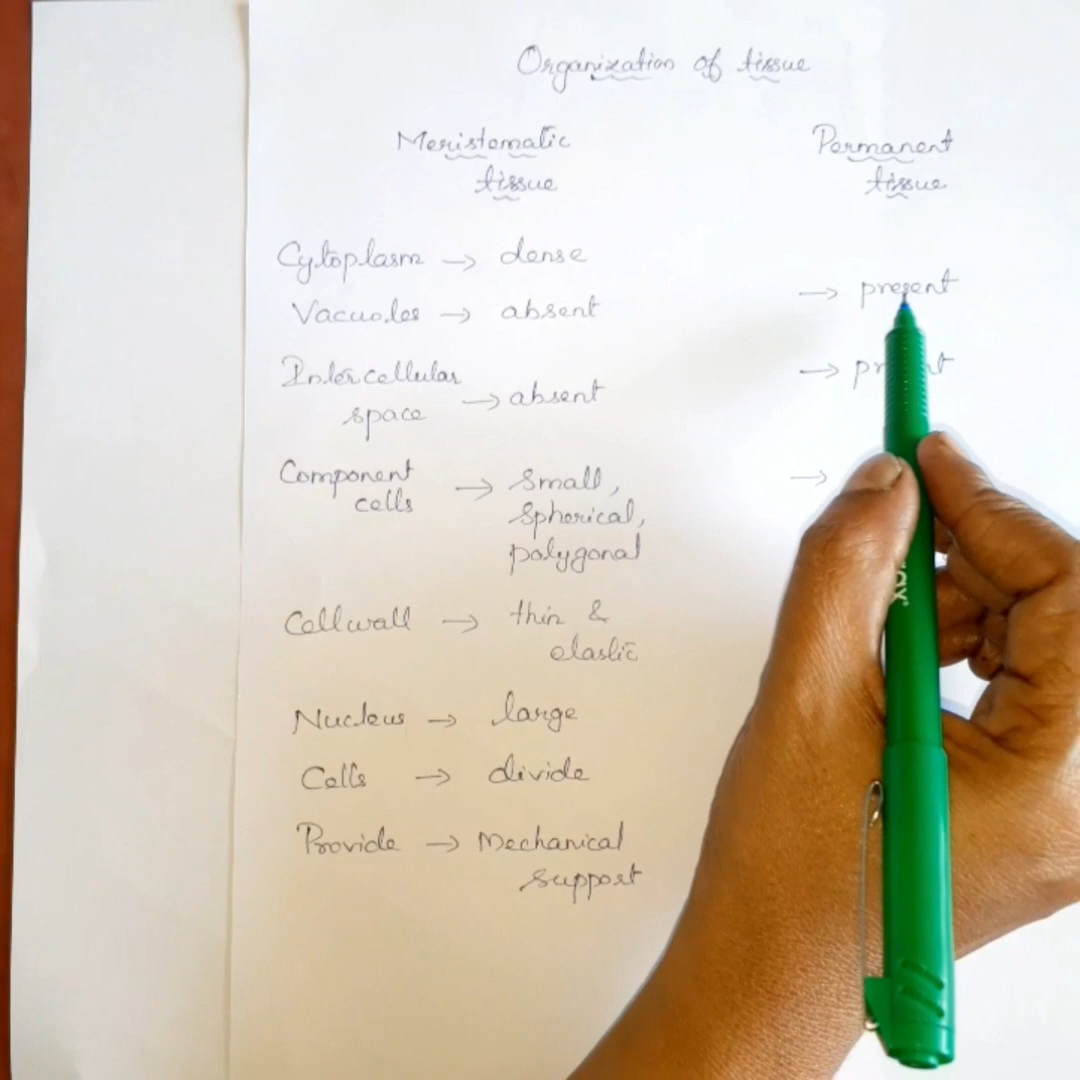 Organization of tissue
Meristematic
tissue
Permanent
tissue
Cytoplasm → dense
Vacuoles → absent
→ present
Intercellular
space → absent
→
Component
cells → small,
spherical,
polygonal
→
Cellwall → thin &
elastic
Nucleus → large
Cells → divide
Provide → Mechanical
support